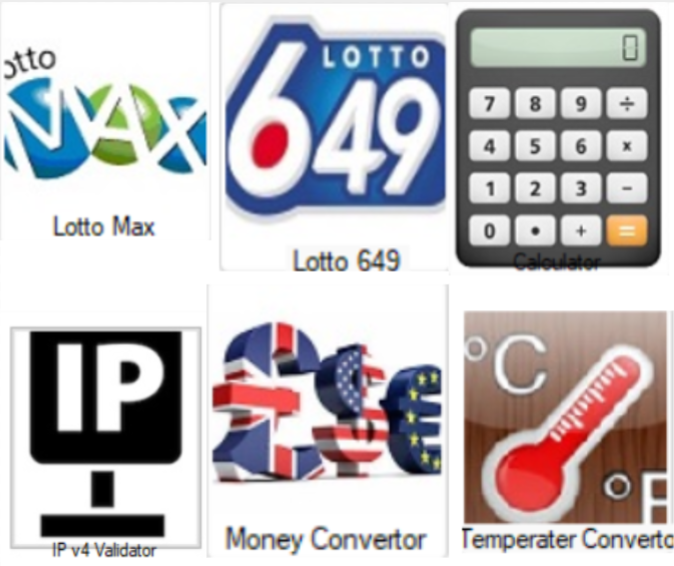 otto
MAX
Lotto Max
LOTTO
649
Lotto 649
0
7 8 9 ÷
4 5 6 x
1 2 3 −
0 • + =
Calculator
IP
IP v4 Validator
£$€
Money Convertor
°C
°F
Temperater Converto